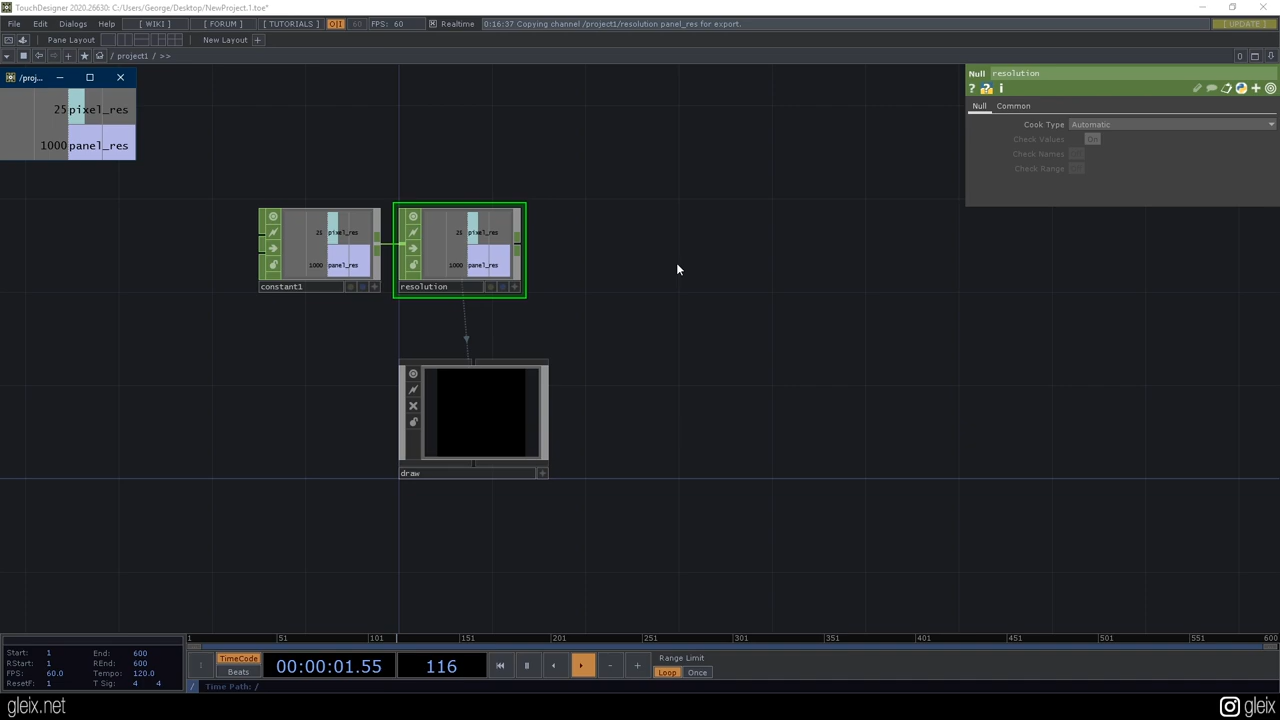 TouchDesigner 2020.26630: C:/Users/George/Desktop/NewProject.1.toe*
File Edit Dialogs Help [ WIKI ] [ FORUM ] [ TUTORIALS ] O|I 60 FPS: 60 Realtime 0:16:37 Copying channel /project1/resolution panel_res for export. [ UPDATE ]
Pane Layout New Layout +
/ project1 / >>
/proj...
25 pixel_res
1000 panel_res
Null resolution
Null Common
Cook Type Automatic
Check Values On
Check Names
Check Range
pixel_res
1000 panel_res
constant1
pixel_res
1000 panel_res
resolution
draw
1 51 101 151 201 251 301 351 401 451 501 551 600
Start: 1 End: 600
RStart: 1 REnd: 600
FPS: 60.0 Tempo: 120.0
ResetF: 1 T Sig: 4 4
TimeCode
Beats
00:00:01.55 116
Range Limit
Loop Once
/ Time Path: /
gleix.net
gleix